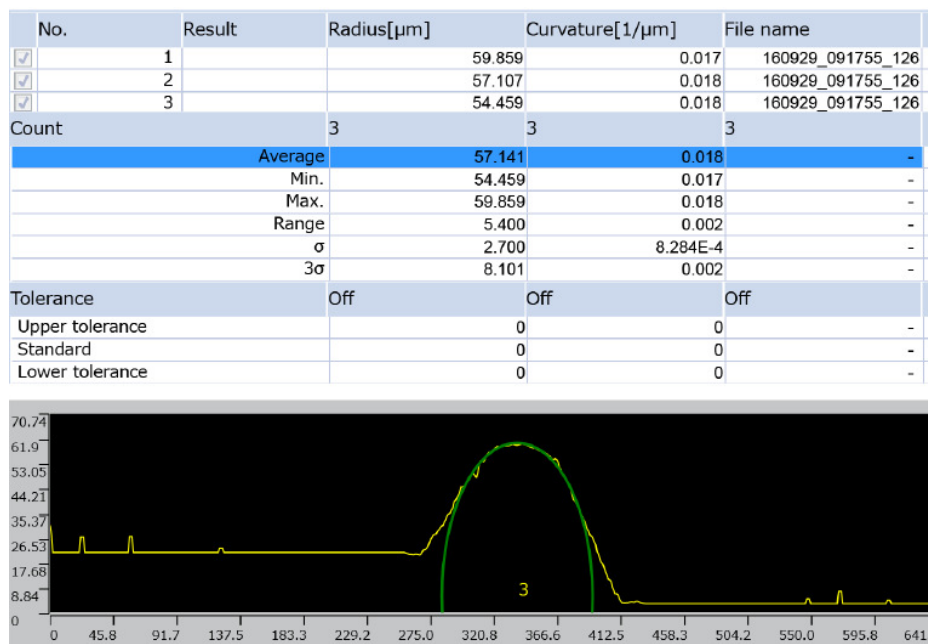 No. Result Radius[µm] Curvature[1/µm] File name
1 59.859 0.017 160929_091755_126
2 57.107 0.018 160929_091755_126
3 54.459 0.018 160929_091755_126
Count 3 3 3
Average 57.141 0.018 -
Min. 54.459 0.017 -
Max. 59.859 0.018 -
Range 5.400 0.002 -
σ 2.700 8.284E-4 -
3σ 8.101 0.002 -
Tolerance Off Off Off
Upper tolerance 0 0 -
Standard 0 0 -
Lower tolerance 0 0 -
70.74
61.9
53.05
44.21
35.37
26.53
17.68
8.84
3
0
0 45.8 91.7 137.5 183.3 229.2 275.0 320.8 366.6 412.5 458.3 504.2 550.0 595.8 641